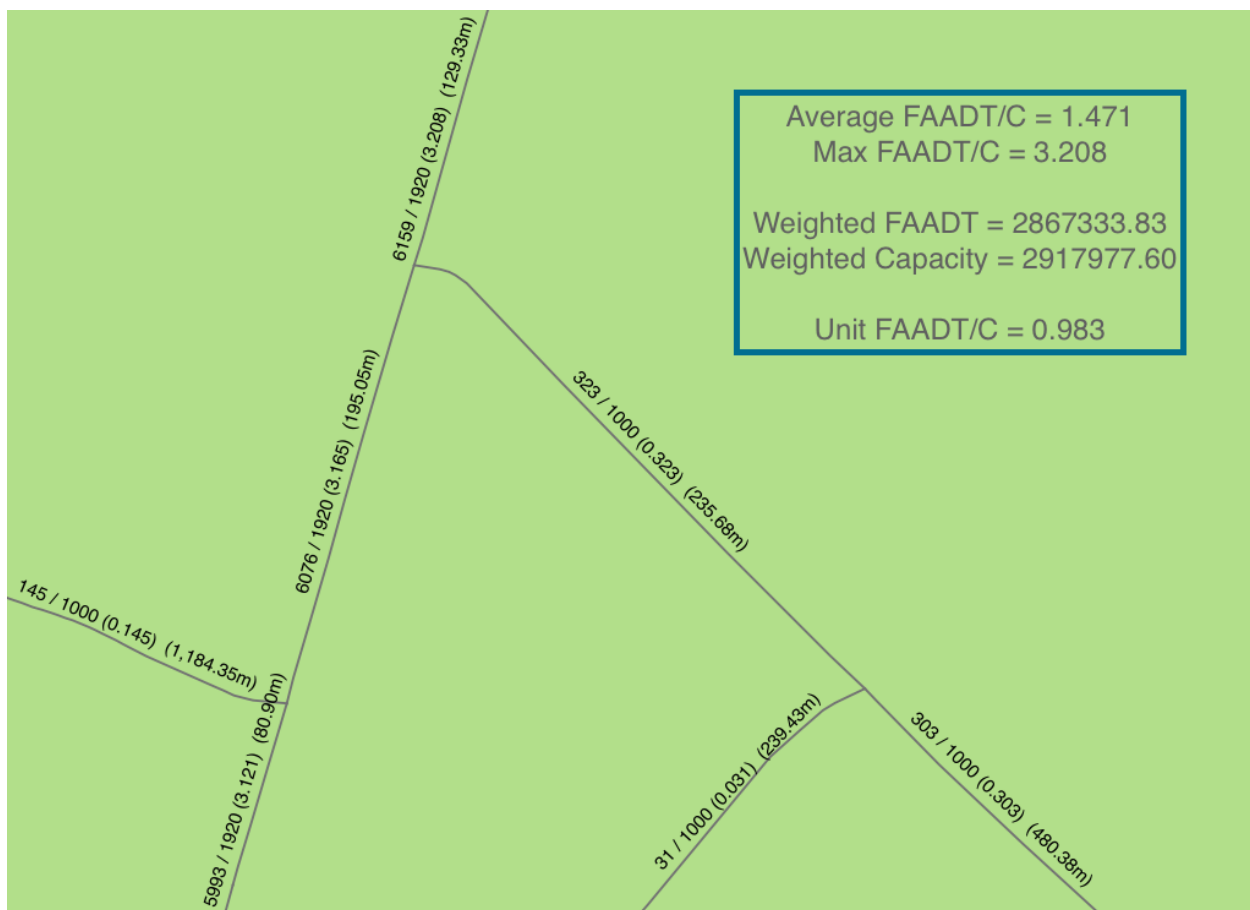 6159 / 1920 (3.208) (129.33m)
Average FAADT/C = 1.471
Max FAADT/C = 3.208
Weighted FAADT = 2867333.83
Weighted Capacity = 2917977.60
Unit FAADT/C = 0.983
6076 / 1920 (3.165) (195.05m)
323 / 1000 (0.323) (235.68m)
145 / 1000 (0.145) (1,184.35m)
5993 / 1920 (3.121) (80.90m)
31 / 1000 (0.031) (239.43m)
303 / 1000 (0.303) (480.38m)